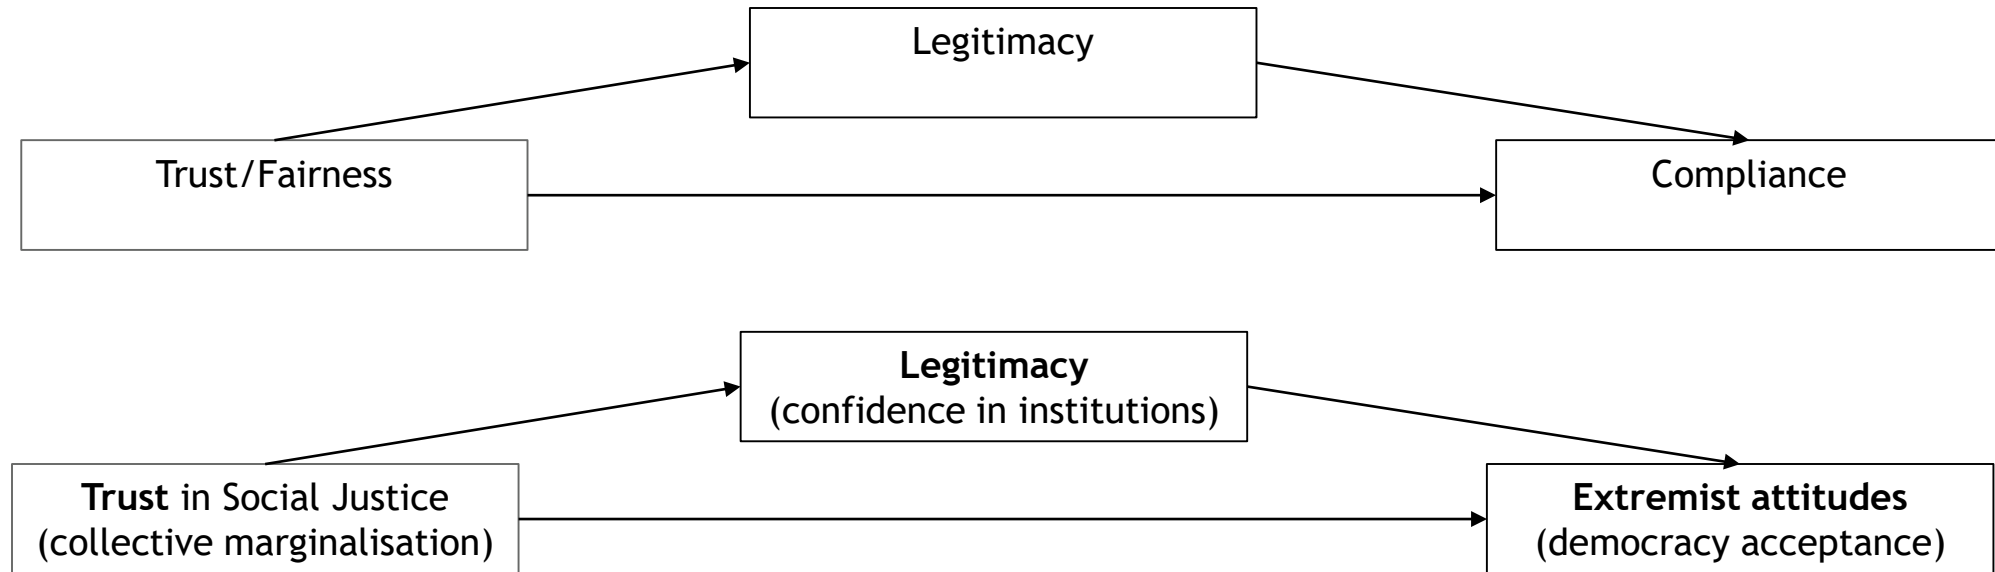 Legitimacy
Trust/Fairness
Compliance
Legitimacy
(confidence in institutions)
Trust in Social Justice
(collective marginalisation)
Extremist attitudes
(democracy acceptance)